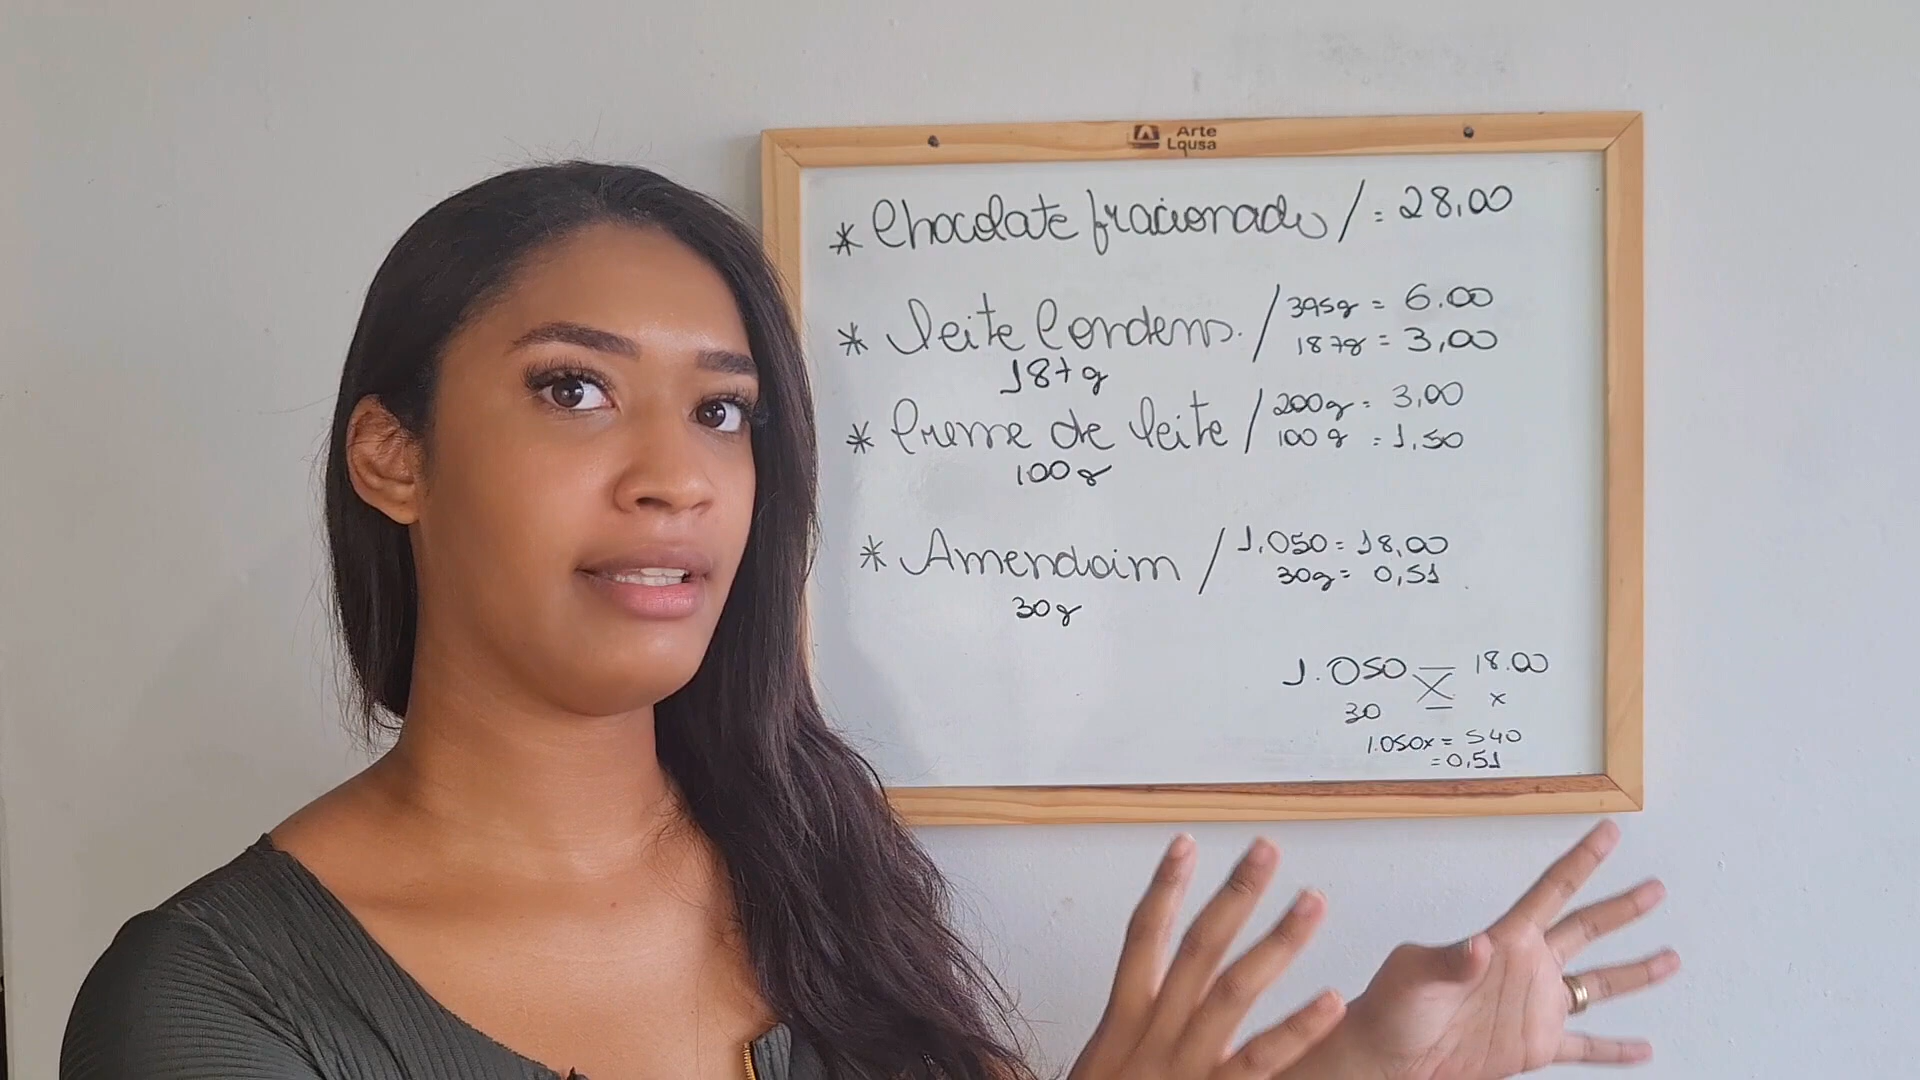 Arte
Lousa
* Chocolate fracionado / = 28,00
* Leite Condens. / 395g = 6.00
187g = 3,00
187g
* Creme de leite / 200g = 3,00
100g = 1,50
100g
* Amendoim / 1.050 = 18,00
30g = 0,51
30g
1.050 18.00
30 x
1.050x = 540
= 0,51